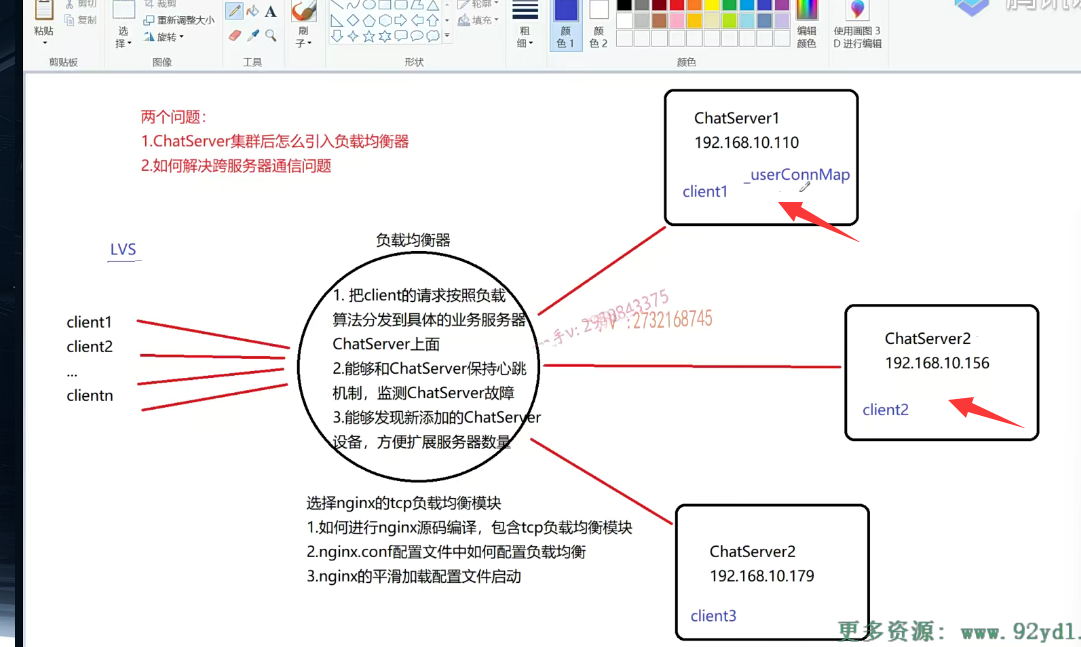 剪切
复制
粘贴
剪贴板
选
择
裁剪
重新调整大小
旋转
图像
A
工具
刷
子
轮廓
填充
形状
粗
细
颜
色 1
颜
色 2
编辑
颜色
颜色
使用画图 3
D 进行编辑
两个问题：
1.ChatServer集群后怎么引入负载均衡器
2.如何解决跨服务器通信问题
ChatServer1
192.168.10.110
_userConnMap
client1
LVS
负载均衡器
1. 把client的请求按照负载
算法分发到具体的业务服务器
ChatServer上面
2.能够和ChatServer保持心跳
机制，监测ChatServer故障
3.能够发现新添加的ChatServer
设备，方便扩展服务器数量
client1
client2
...
clientn
:2732168745
ChatServer2
192.168.10.156
client2
选择nginx的tcp负载均衡模块
1.如何进行nginx源码编译，包含tcp负载均衡模块
2.nginx.conf配置文件中如何配置负载均衡
3.nginx的平滑加载配置文件启动
ChatServer2
192.168.10.179
client3
更多资源：www.92ydl.